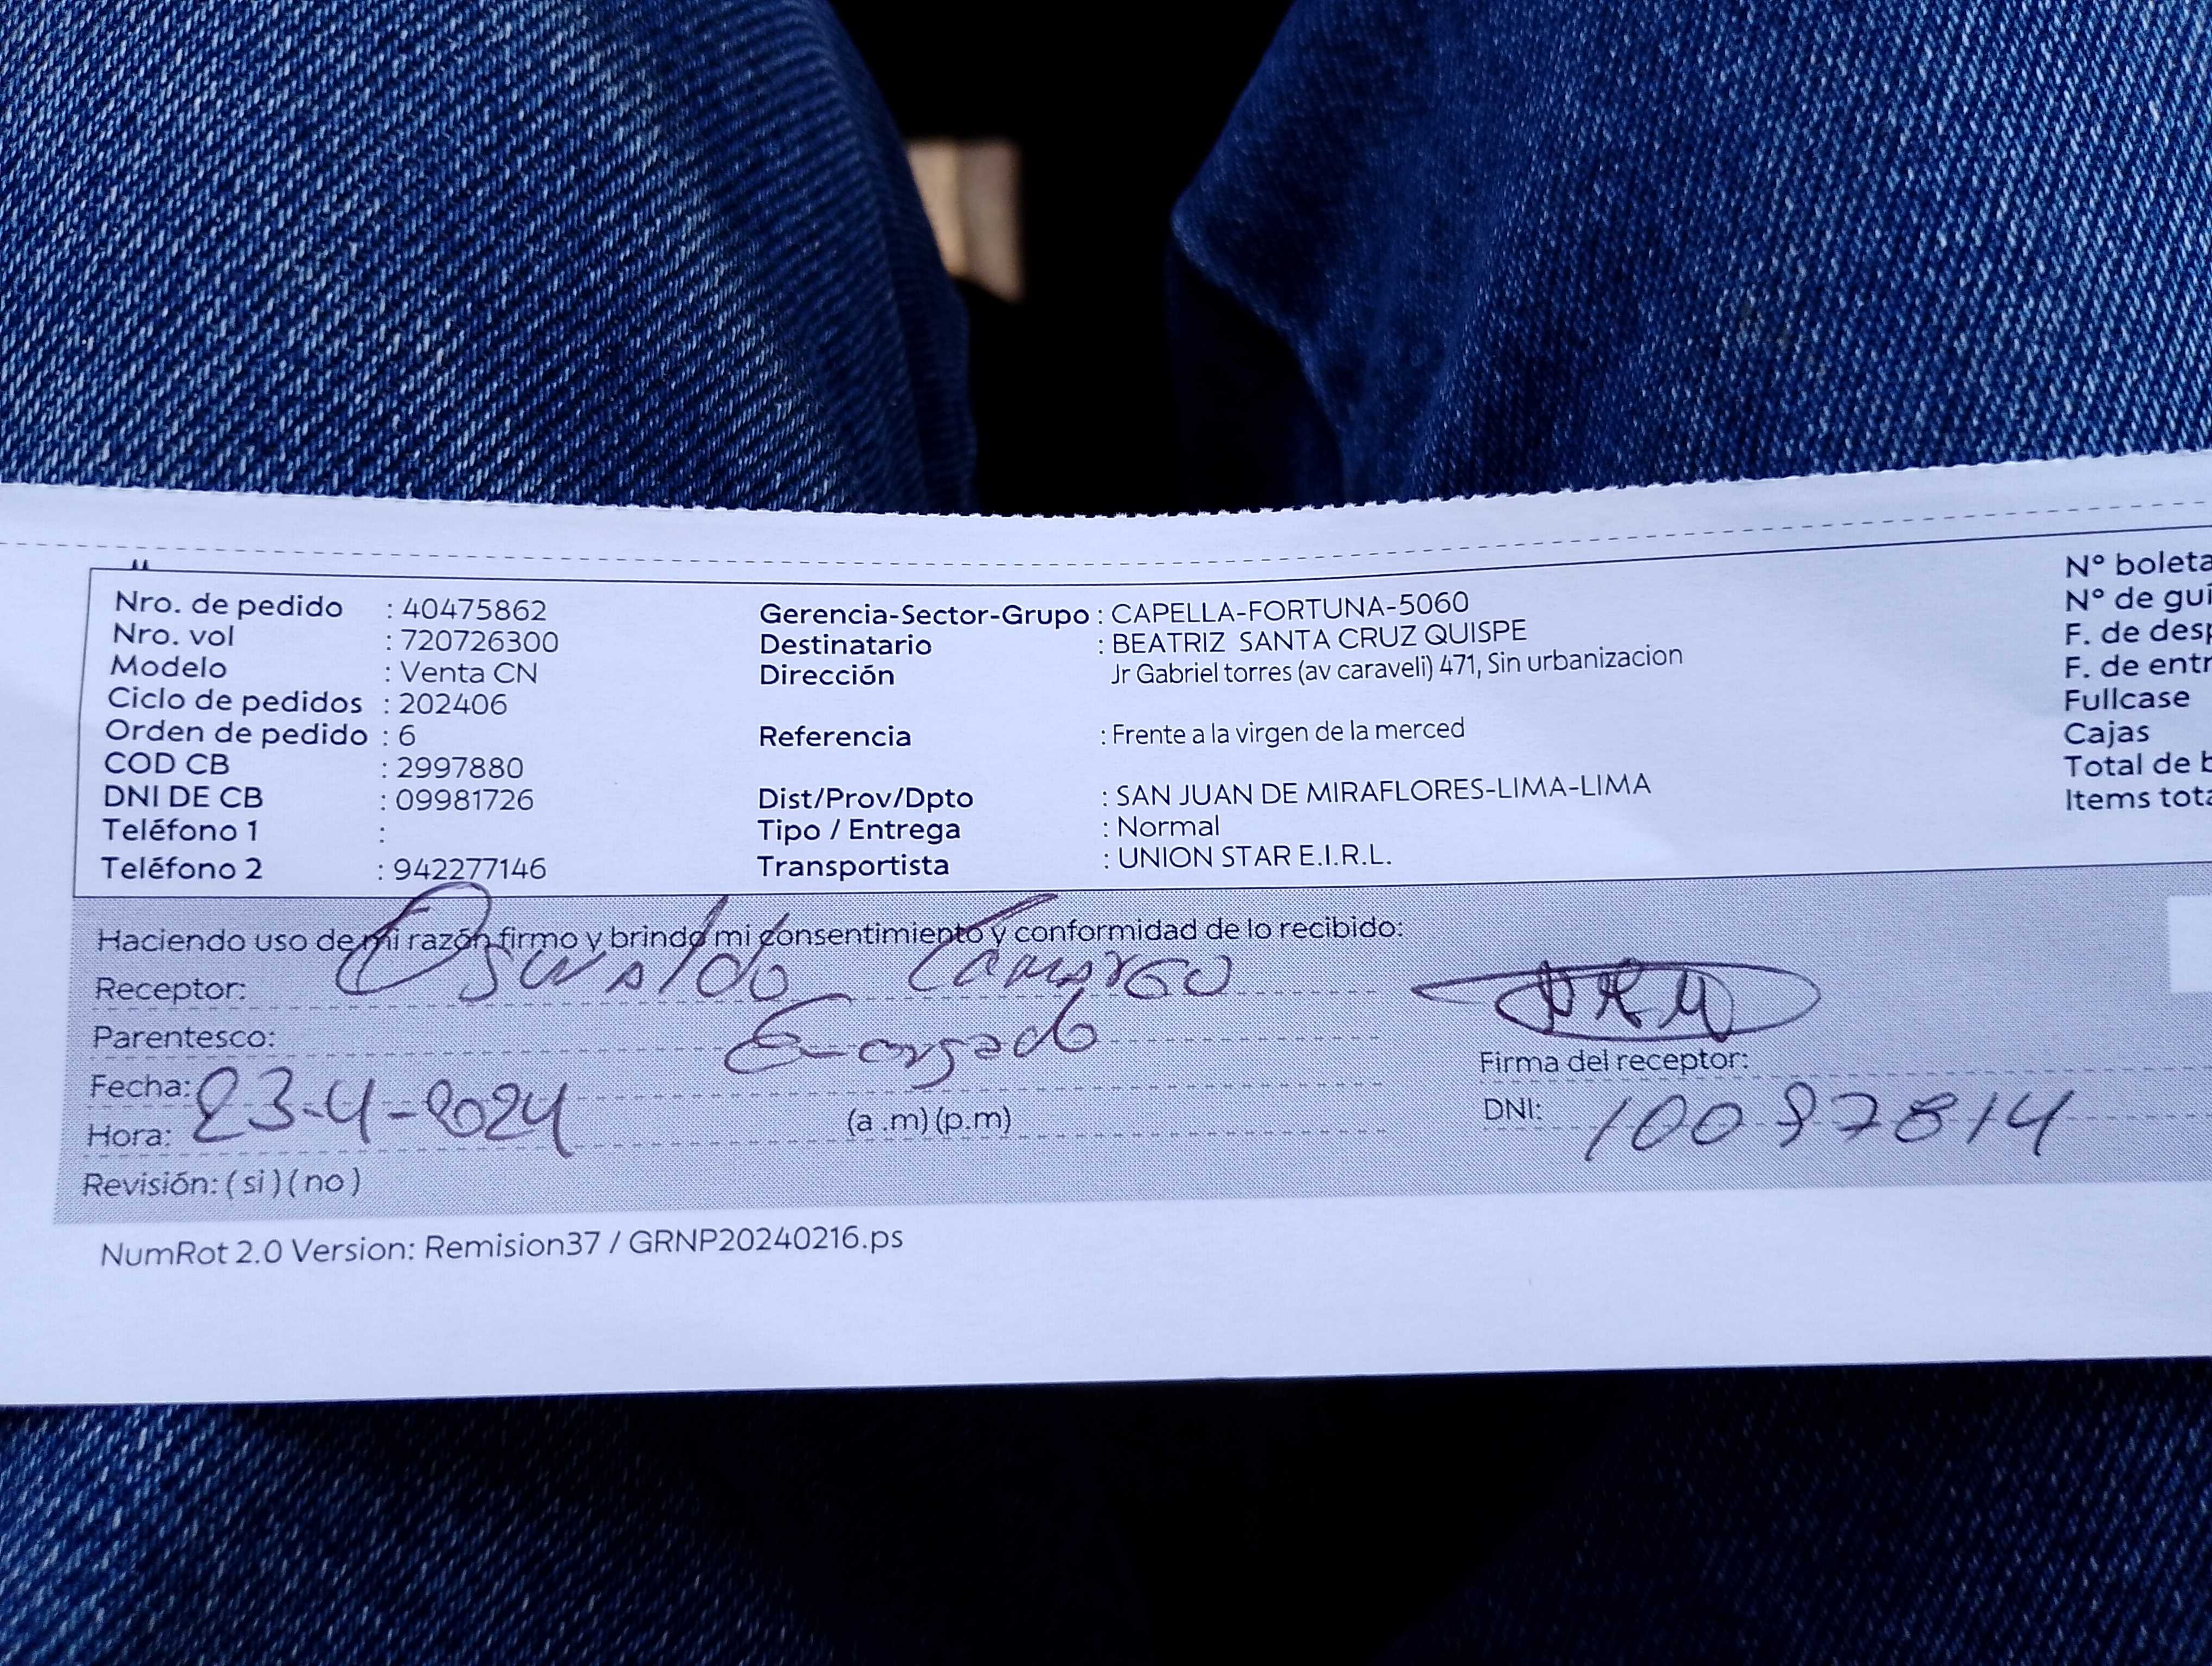 Nro. de pedido : 40475862
Nro. vol : 720726300
Modelo : Venta CN
Ciclo de pedidos : 202406
Orden de pedido : 6
COD CB : 2997880
DNI DE CB : 09981726
Teléfono 1 :
Teléfono 2 : 942277146
Gerencia-Sector-Grupo : CAPELLA-FORTUNA-5060
Destinatario : BEATRIZ SANTA CRUZ QUISPE
Dirección Jr Gabriel torres (av caraveli) 471, Sin urbanizacion
Referencia : Frente a la virgen de la merced
Dist/Prov/Dpto : SAN JUAN DE MIRAFLORES-LIMA-LIMA
Tipo / Entrega : Normal
Transportista : UNION STAR E.I.R.L.
N° boleta
N° de gui
F. de desp
F. de entr
Fullcase
Cajas
Total de b
Items tota
Haciendo uso de mi razón firmo y brindo mi consentimiento y conformidad de lo recibido:
Receptor: Oswaldo Camargo
Parentesco: Encargado
Fecha: 23-4-2024
Hora: (a .m) (p.m)
Revisión: ( si ) ( no )
Firma del receptor:
DNI: 10097814
NumRot 2.0 Version: Remision37 / GRNP20240216.ps